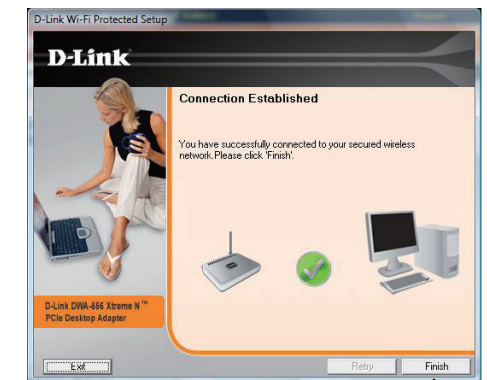 D-Link Wi-Fi Protected Setup
D-Link
Connection Established
You have successfully connected to your secured wireless
network.Please click 'Finish'.
D-Link DWA-556 Xtreme N™
PCIe Desktop Adapter
Exit
Retry
Finish